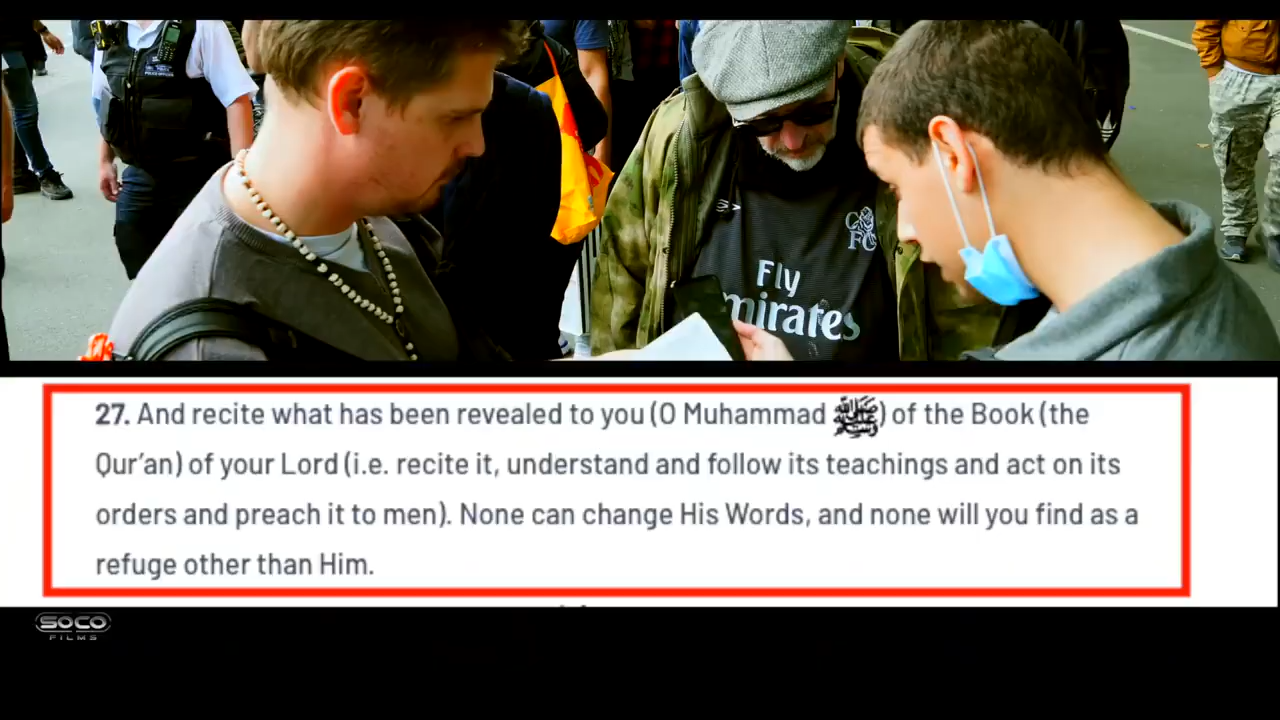 POLICE OFFICER
CFC
Fly
mirates
27. And recite what has been revealed to you (O Muhammad ﷺ) of the Book (the
Qur’an) of your Lord (i.e. recite it, understand and follow its teachings and act on its
orders and preach it to men). None can change His Words, and none will you find as a
refuge other than Him.
SOCO
FILMS